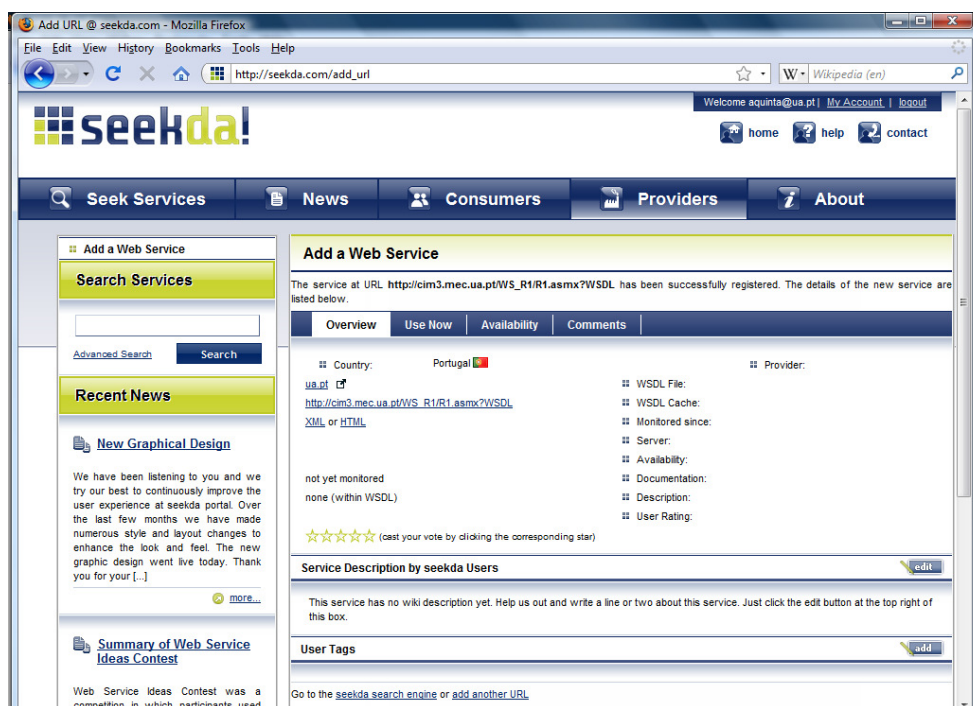 Add URL @ seekda.com - Mozilla Firefox
File Edit View History Bookmarks Tools Help
http://seekda.com/add_url
W Wikipedia (en)
Welcome aquinta@ua.pt | My Account | logout
seekda!
home help contact
Seek Services News Consumers Providers About
Add a Web Service
Search Services
Advanced Search Search
Recent News
New Graphical Design
We have been listening to you and we
try our best to continuously improve the
user experience at seekda portal. Over
the last few months we have made
numerous style and layout changes to
enhance the look and feel. The new
graphic design went live today. Thank
you for your [...]
more...
Summary of Web Service
Ideas Contest
Web Service Ideas Contest was a
competition in which participants used
Add a Web Service
The service at URL http://cim3.mec.ua.pt/WS_R1/R1.asmx?WSDL has been successfully registered. The details of the new service are
listed below.
Overview Use Now Availability Comments
Country: Portugal Provider:
ua.pt WSDL File:
http://cim3.mec.ua.pt/WS_R1/R1.asmx?WSDL WSDL Cache:
XML or HTML Monitored since:
Server:
Availability:
not yet monitored Documentation:
none (within WSDL) Description:
User Rating:
(cast your vote by clicking the corresponding star)
Service Description by seekda Users edit
This service has no wiki description yet. Help us out and write a line or two about this service. Just click the edit button at the top right of
this box.
User Tags add
Go to the seekda search engine or add another URL